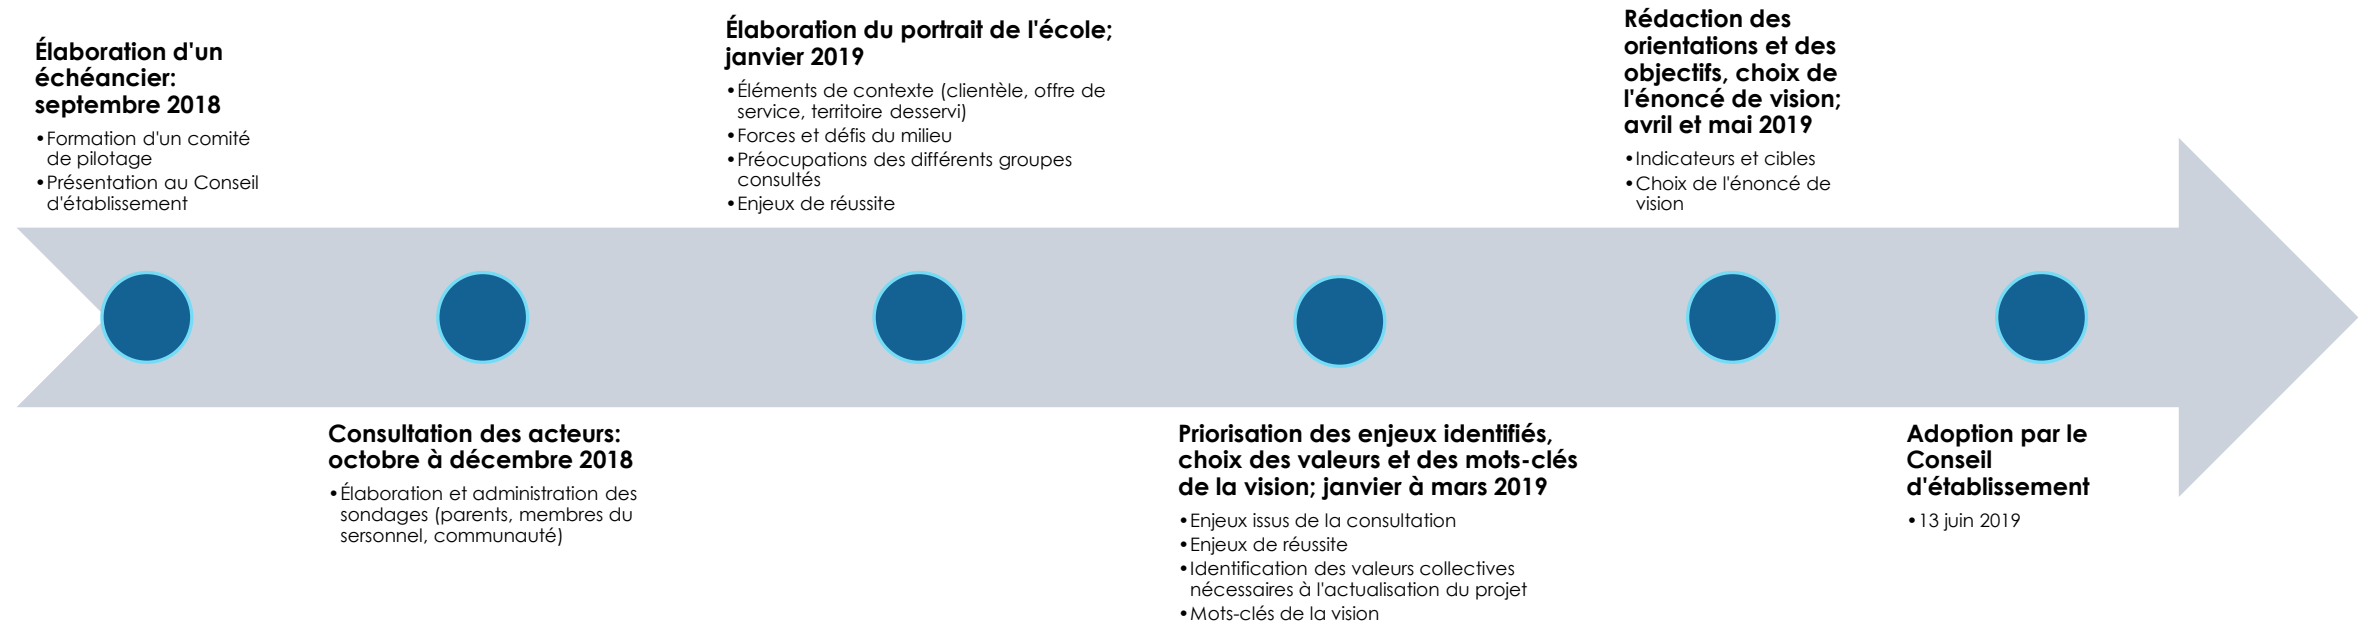 Élaboration d'un
échéancier:
septembre 2018
•Formation d'un comité
de pilotage
•Présentation au Conseil
d'établissement
Consultation des acteurs:
octobre à décembre 2018
•Élaboration et administration des
sondages (parents, membres du
sersonnel, communauté)
Élaboration du portrait de l'école;
janvier 2019
•Éléments de contexte (clientèle, offre de
service, territoire desservi)
•Forces et défis du milieu
•Préoccupations des différents groupes
consultés
•Enjeux de réussite
Priorisation des enjeux identifiés,
choix des valeurs et des mots-clés
de la vision; janvier à mars 2019
•Enjeux issus de la consultation
•Enjeux de réussite
•Identification des valeurs collectives
nécessaires à l'actualisation du projet
•Mots-clés de la vision
Rédaction des
orientations et des
objectifs, choix de
l'énoncé de vision;
avril et mai 2019
•Indicateurs et cibles
•Choix de l'énoncé de
vision
Adoption par le
Conseil
d'établissement
•13 juin 2019